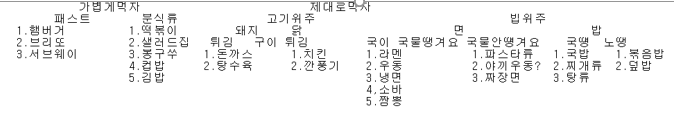 가볍게먹자 제대로먹자
패스트 분식류 고기위주 밥위주
돼지 닭 면 밥
튀김 구이 튀김 국이 국물땡겨요 국물안땡겨요 국땡 노땡
1.햄버거 1.떡볶이 1.돈까스 1.치킨 1.라멘 1.파스타류 1.국밥 1.볶음밥
2.브리또 2.샐러드집 2.탕수육 2.깐풍기 2.우동 2.야끼우동? 2.찌개류 2.덮밥
3.서브웨이 3.봉구쓰 3.냉면 3.짜장면 3.탕류
4.컵밥 4,소바
5.김밥 5.짬뽕